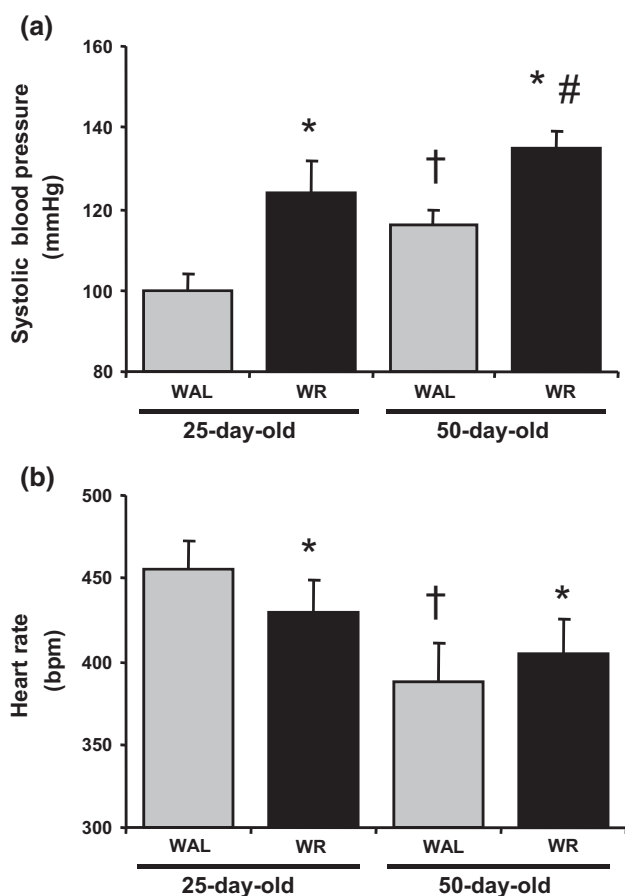 (a)
Systolic blood pressure
(mmHg)
160
140
120
100
80
*
†
* #
WAL WR WAL WR
25-day-old 50-day-old
(b)
Heart rate
(bpm)
500
450
400
350
300
*
†
*
WAL WR WAL WR
25-day-old 50-day-old